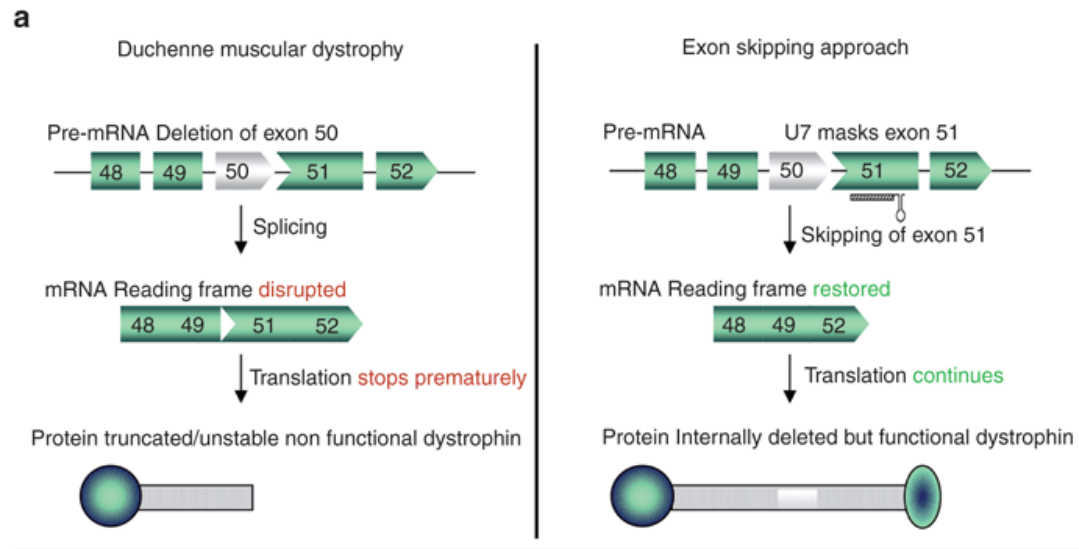 a
Duchenne muscular dystrophy
Pre-mRNA Deletion of exon 50
48 49 50 51 52
Splicing
mRNA Reading frame disrupted
48 49 51 52
Translation stops prematurely
Protein truncated/unstable non functional dystrophin
Exon skipping approach
Pre-mRNA U7 masks exon 51
48 49 50 51 52
Skipping of exon 51
mRNA Reading frame restored
48 49 52
Translation continues
Protein Internally deleted but functional dystrophin